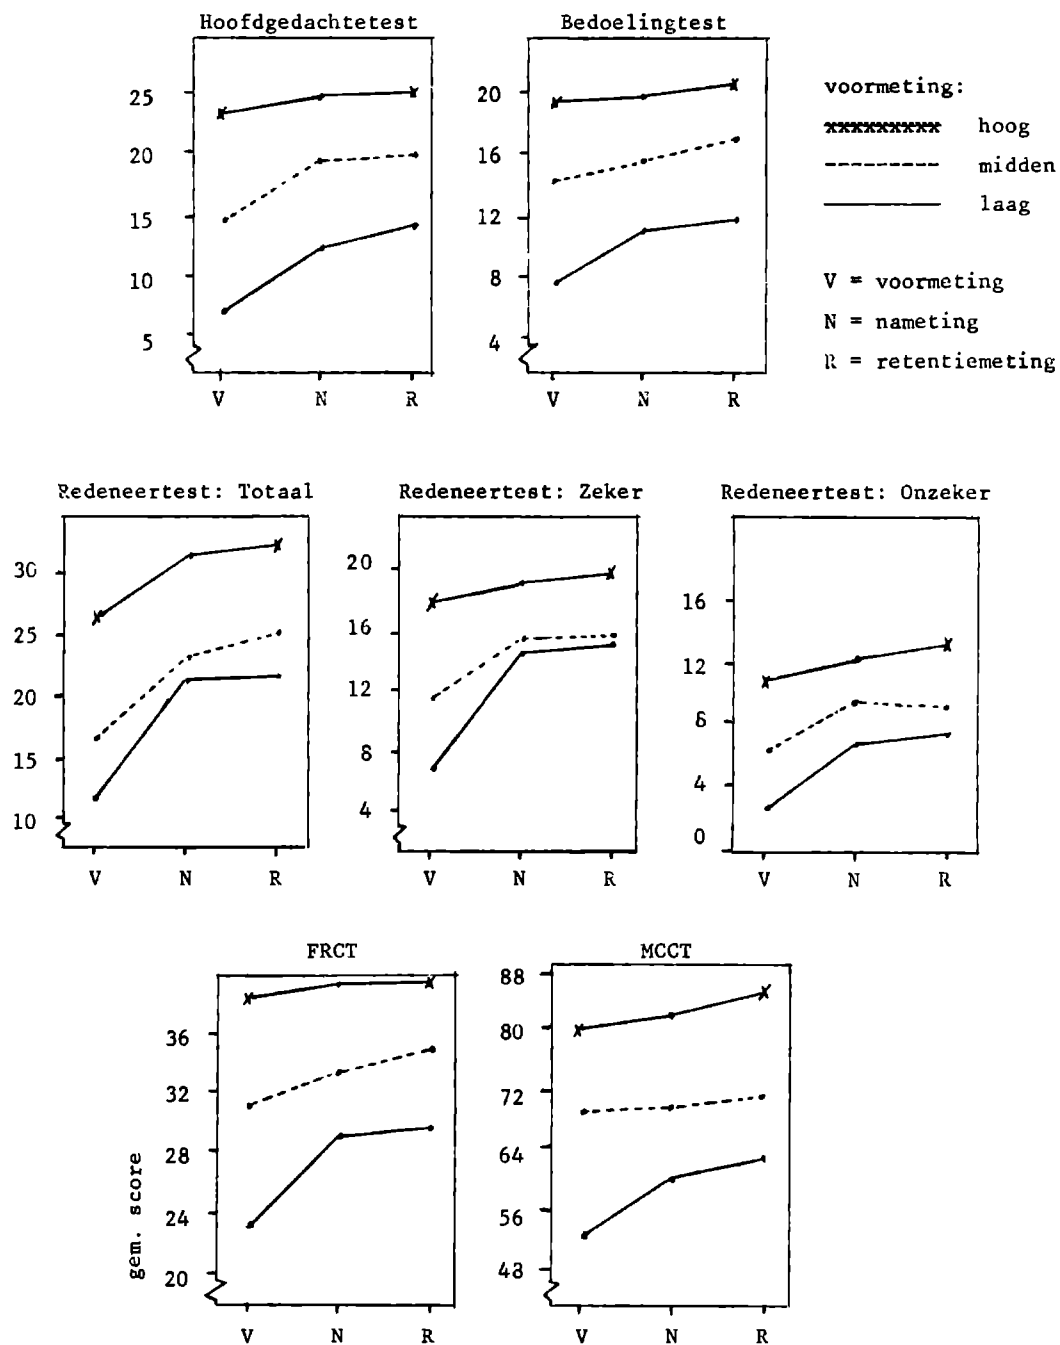 Hoofdgedachtetest
25
20
15
10
5
V N R
Bedoelingtest
20
16
12
8
4
V N R
voormeting:
xxxxxxxxx hoog
midden
laag
V = voormeting
N = nameting
R = retentiemeting
Redeneertest: Totaal
30
25
20
15
10
V N R
Redeneertest: Zeker
20
16
12
8
4
V N R
Redeneertest: Onzeker
16
12
8
4
0
V N R
FRCT
36
32
28
24
20
gem. score
V N R
MCCT
88
80
72
64
56
48
V N R